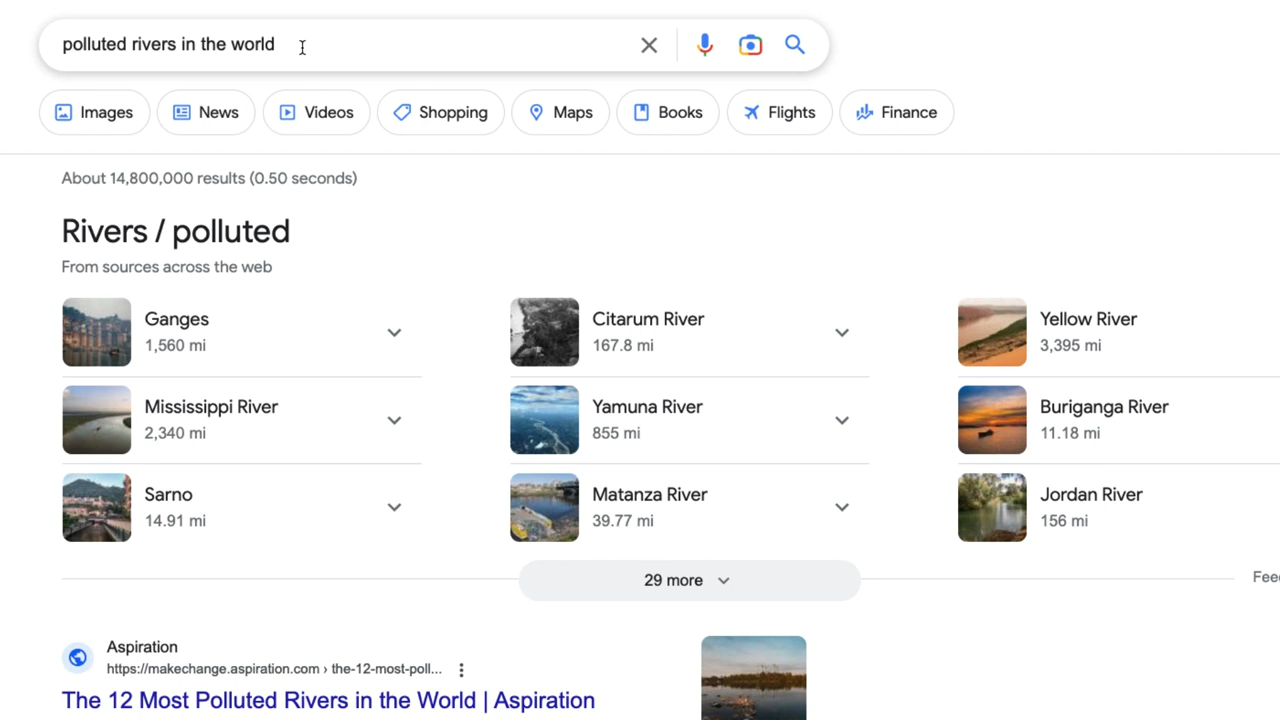 polluted rivers in the world
Images News Videos Shopping Maps Books Flights Finance
About 14,800,000 results (0.50 seconds)
Rivers / polluted
From sources across the web
Ganges
1,560 mi
Citarum River
167.8 mi
Yellow River
3,395 mi
Mississippi River
2,340 mi
Yamuna River
855 mi
Buriganga River
11.18 mi
Sarno
14.91 mi
Matanza River
39.77 mi
Jordan River
156 mi
29 more
Fee
Aspiration
https://makechange.aspiration.com › the-12-most-poll...
The 12 Most Polluted Rivers in the World | Aspiration